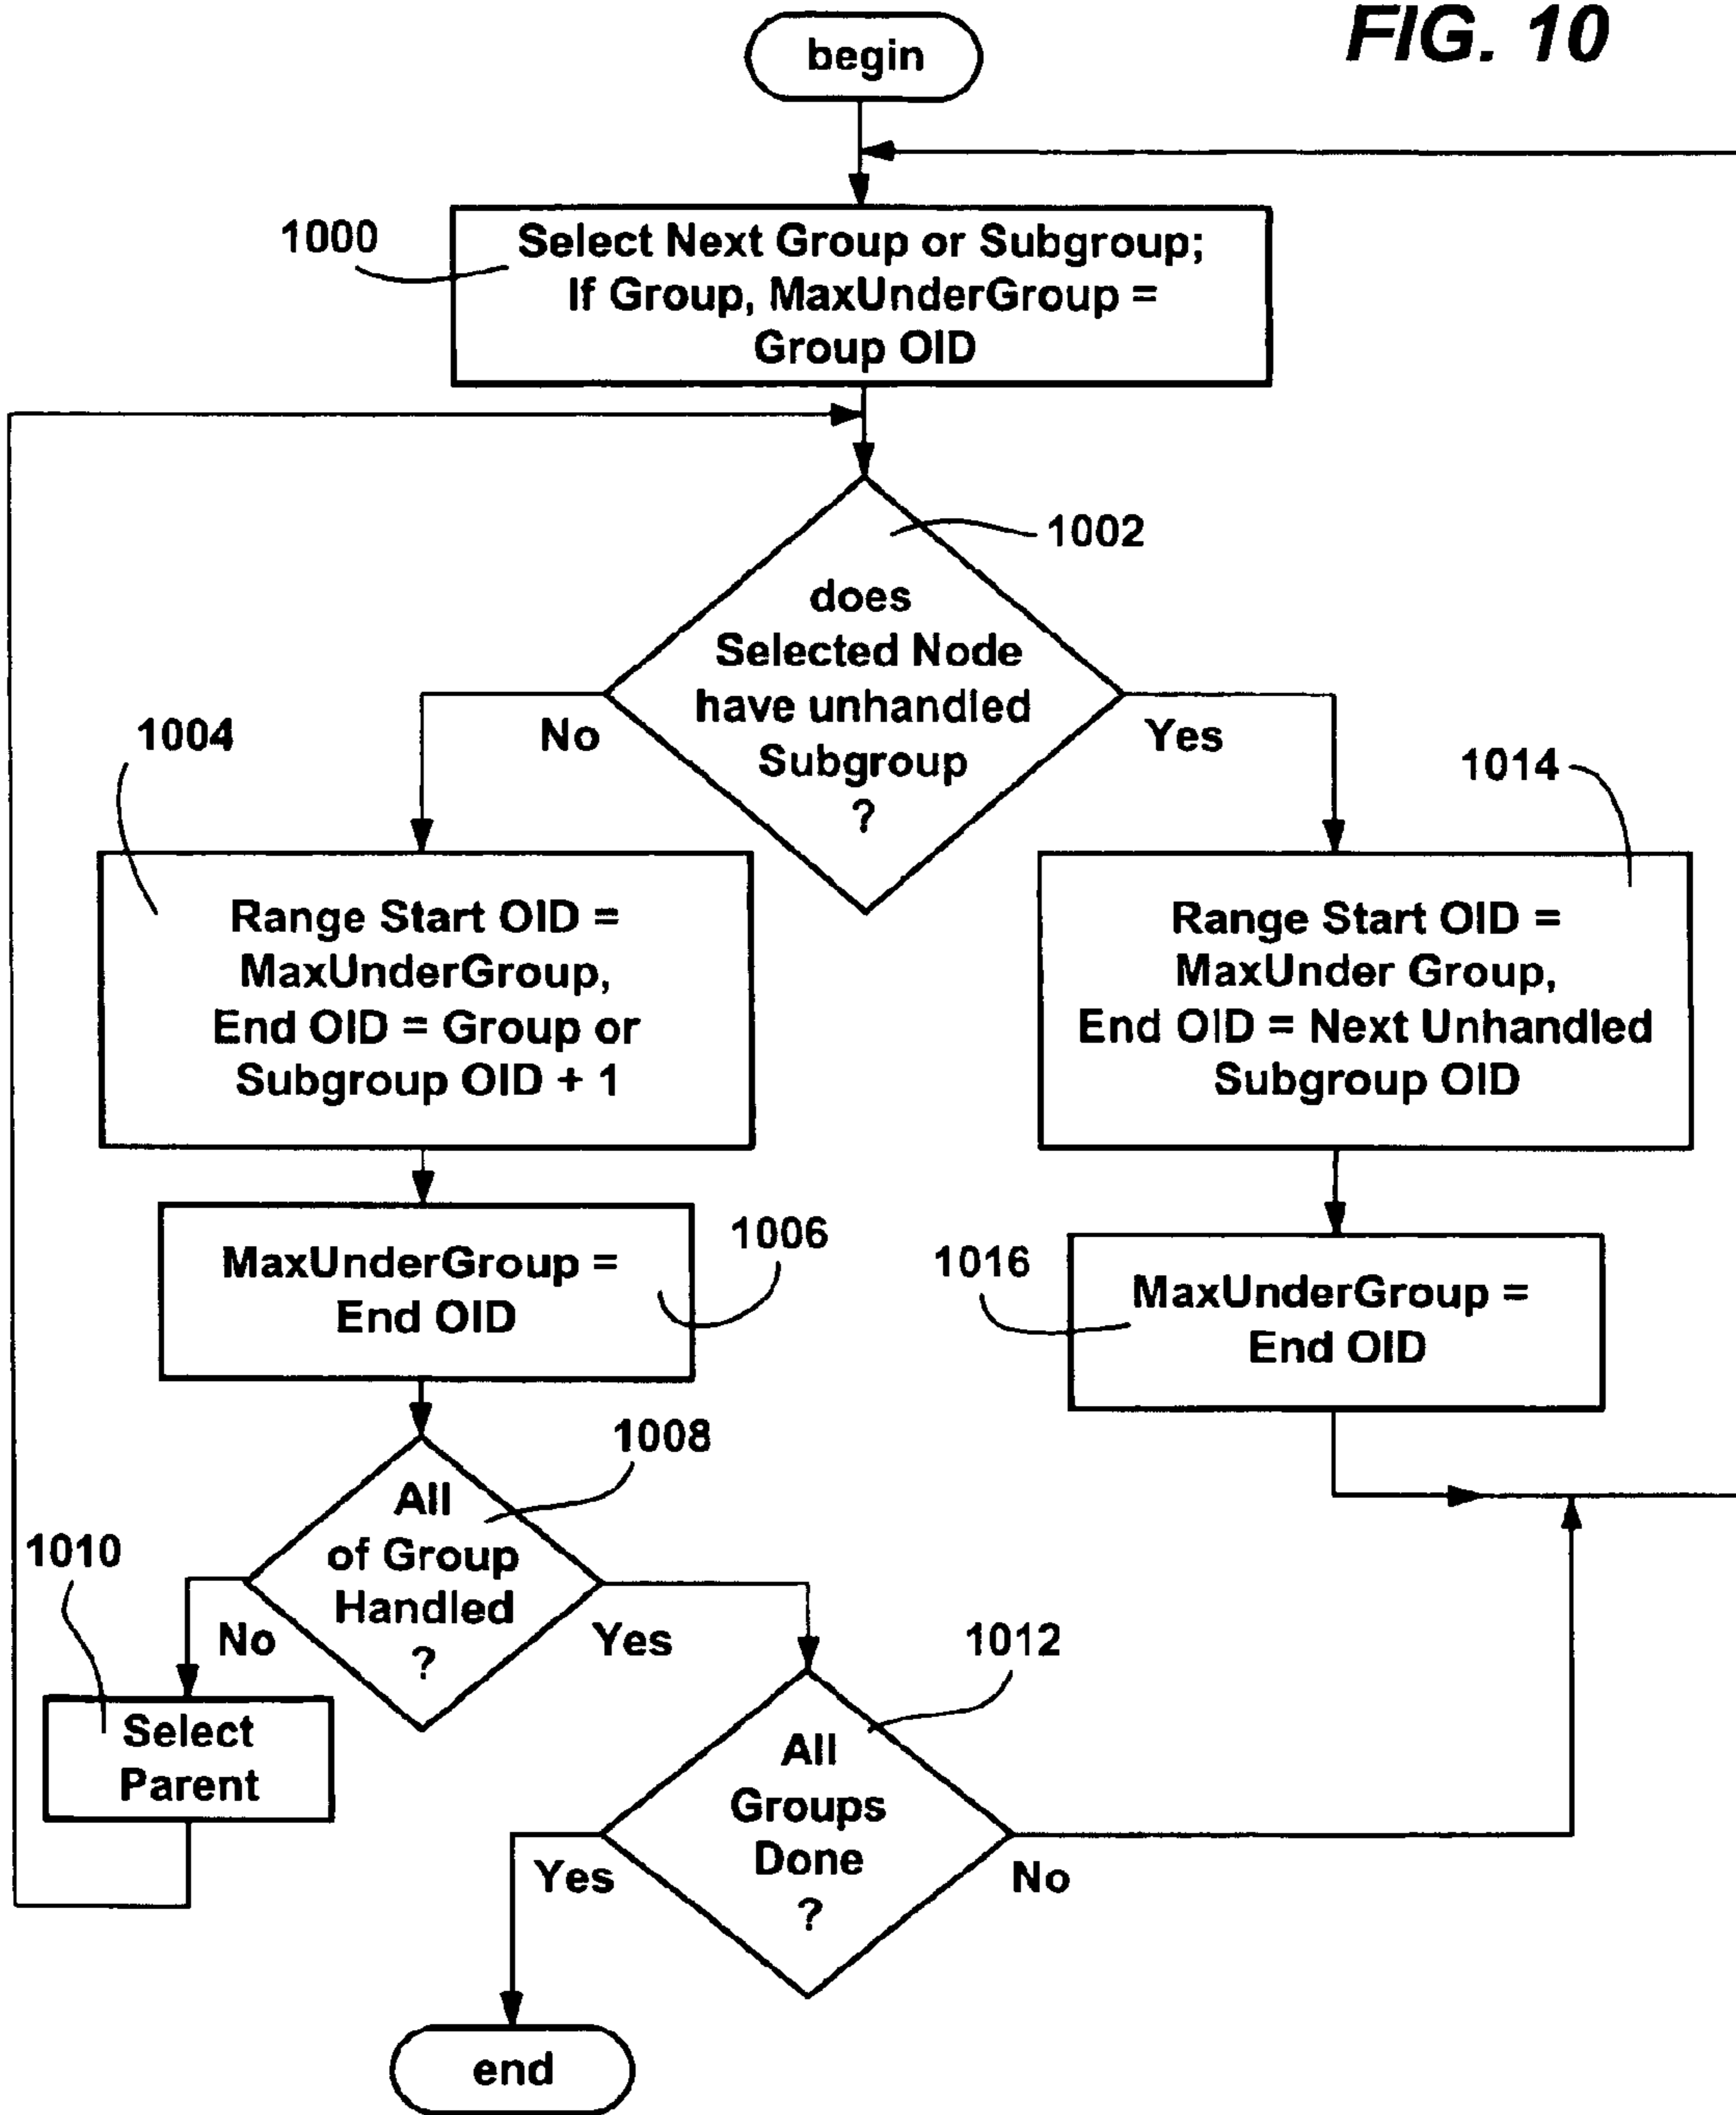 FIG. 10
begin
1000
Select Next Group or Subgroup;
If Group, MaxUnderGroup =
Group OID
1002
does
Selected Node
have unhandled
Subgroup
?
No
Yes
1004
Range Start OID =
MaxUnderGroup,
End OID = Group or
Subgroup OID + 1
1014
Range Start OID =
MaxUnder Group,
End OID = Next Unhandled
Subgroup OID
1006
MaxUnderGroup =
End OID
1016
MaxUnderGroup =
End OID
1008
All
of Group
Handled
?
No
Yes
1010
Select
Parent
1012
All
Groups
Done
?
Yes
No
end